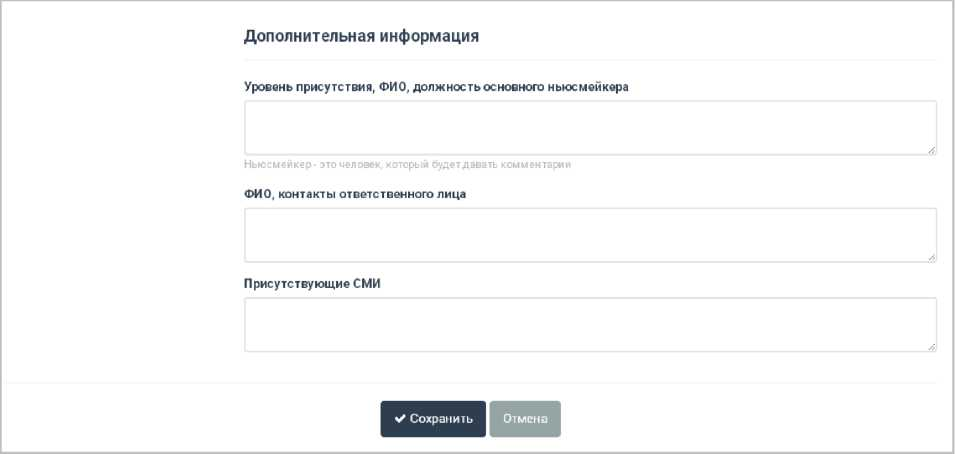 Дополнительная информация
Уровень присутствия, ФИО, должность основного ньюсмейкера
Ньюсмейкер - это человек, который будет давать комментарии
ФИО, контакты ответственного лица
Присутствующие СМИ
Сохранить Отмена